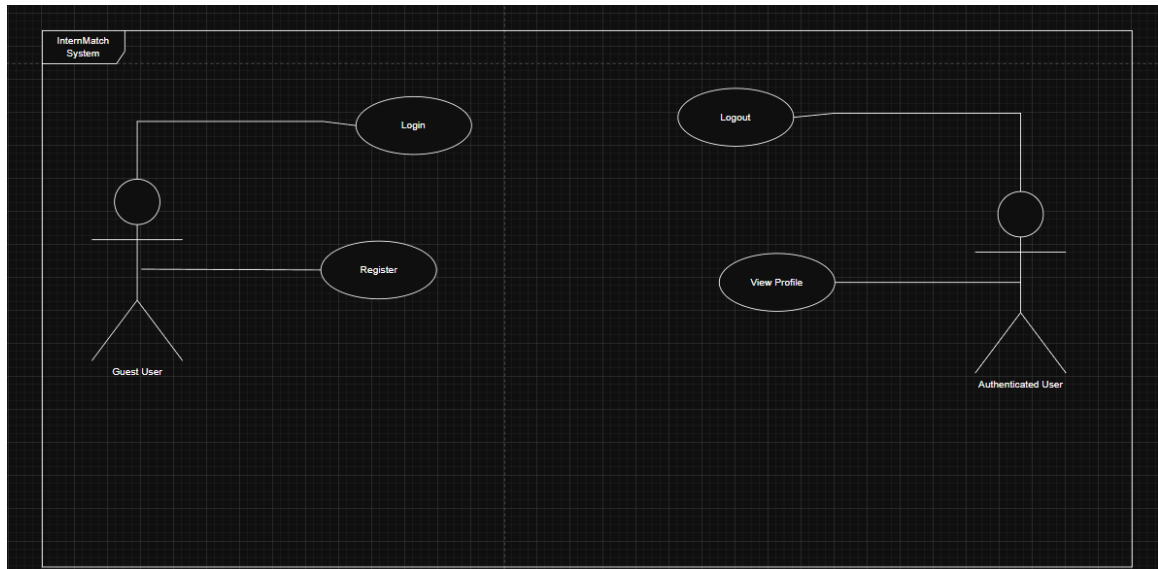 InternMatch
System
Login
Logout
Register
View Profile
Guest User
Authenticated User